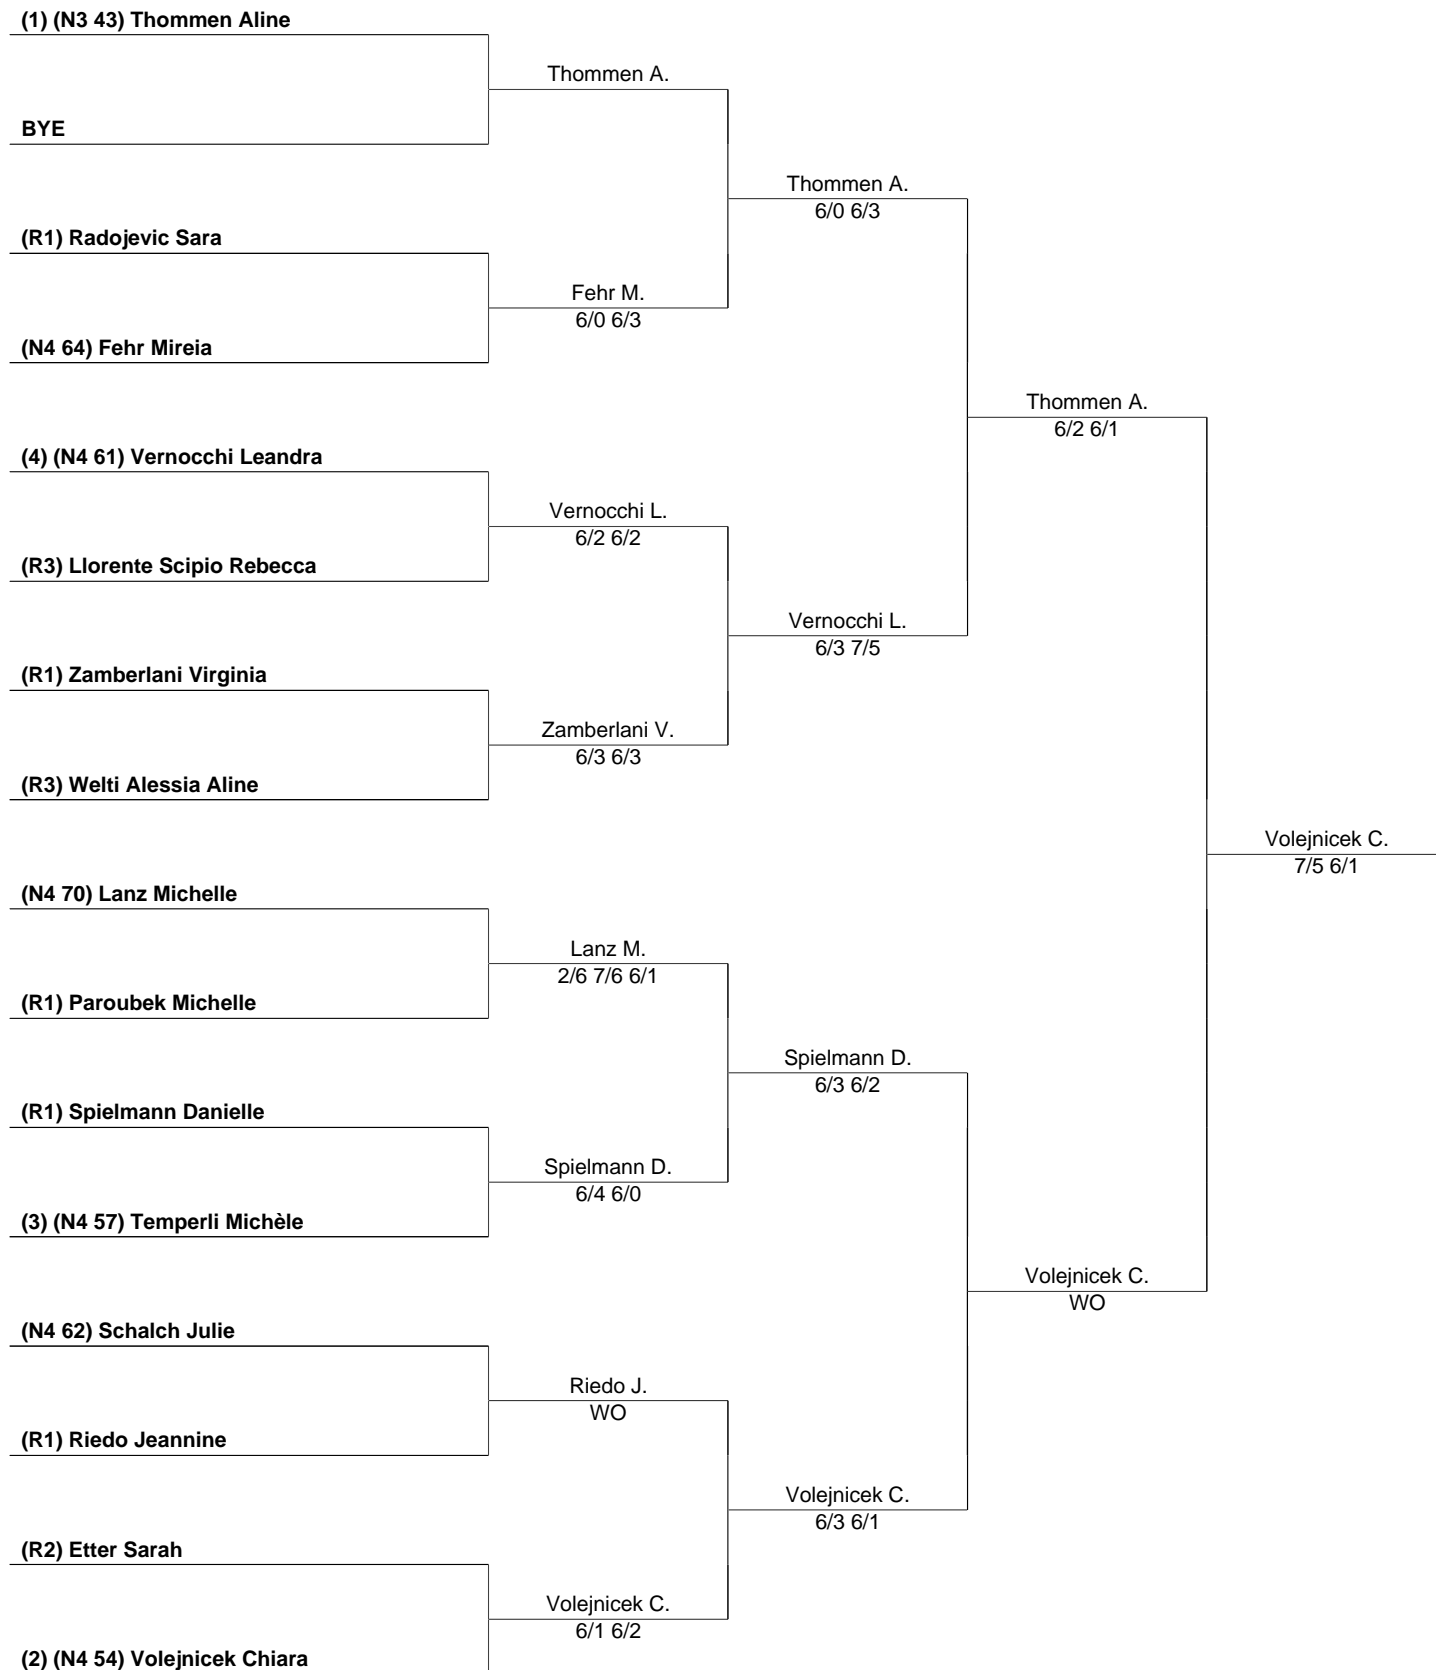 (1) (N3 43) Thommen Aline
Thommen A.
BYE
Thommen A.
6/0 6/3
(R1) Radojevic Sara
Fehr M.
6/0 6/3
(N4 64) Fehr Mireia
Thommen A.
6/2 6/1
(4) (N4 61) Vernocchi Leandra
Vernocchi L.
6/2 6/2
(R3) Llorente Scipio Rebecca
Vernocchi L.
6/3 7/5
(R1) Zamberlani Virginia
Zamberlani V.
6/3 6/3
(R3) Welti Alessia Aline
Volejnicek C.
7/5 6/1
(N4 70) Lanz Michelle
Lanz M.
2/6 7/6 6/1
(R1) Paroubek Michelle
Spielmann D.
6/3 6/2
(R1) Spielmann Danielle
Spielmann D.
6/4 6/0
(3) (N4 57) Temperli Michèle
Volejnicek C.
WO
(N4 62) Schalch Julie
Riedo J.
WO
(R1) Riedo Jeannine
Volejnicek C.
6/3 6/1
(R2) Etter Sarah
Volejnicek C.
6/1 6/2
(2) (N4 54) Volejnicek Chiara